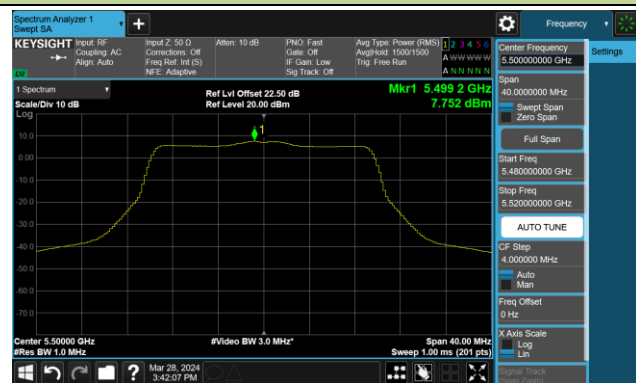 Spectrum Analyzer 1
Swept SA
Frequency
KEYSIGHT
Input: RF
Coupling: AC
Align: Auto
Input Z: 50 Ω
Corrections: Off
Freq Ref: Int (S)
NFE: Adaptive
Atten: 10 dB
PNO: Fast
Gate: Off
IF Gain: Low
Sig Track: Off
Avg Type: Power (RMS)
Avg|Hold: 1500/1500
Trig: Free Run
1 2 3 4 5 6
A W W W W W
A N N N N N
LXI
1 Spectrum
Scale/Div 10 dB
Log
Ref Lvl Offset 22.50 dB
Ref Level 20.00 dBm
Mkr1 5.499 2 GHz
7.752 dBm
1
10.0
0.00
-10.0
-20.0
-30.0
-40.0
-50.0
-60.0
-70.0
Center 5.50000 GHz
#Res BW 1.0 MHz
#Video BW 3.0 MHz*
Span 40.00 MHz
Sweep 1.00 ms (201 pts)
Center Frequency
5.500000000 GHz
Settings
Span
40.0000000 MHz
Swept Span
Zero Span
Full Span
Start Freq
5.480000000 GHz
Stop Freq
5.520000000 GHz
AUTO TUNE
CF Step
4.000000 MHz
Auto
Man
Freq Offset
0 Hz
X Axis Scale
Log
Lin
Signal Track
(Span Zoom)
?
Mar 28, 2024
3:42:07 PM